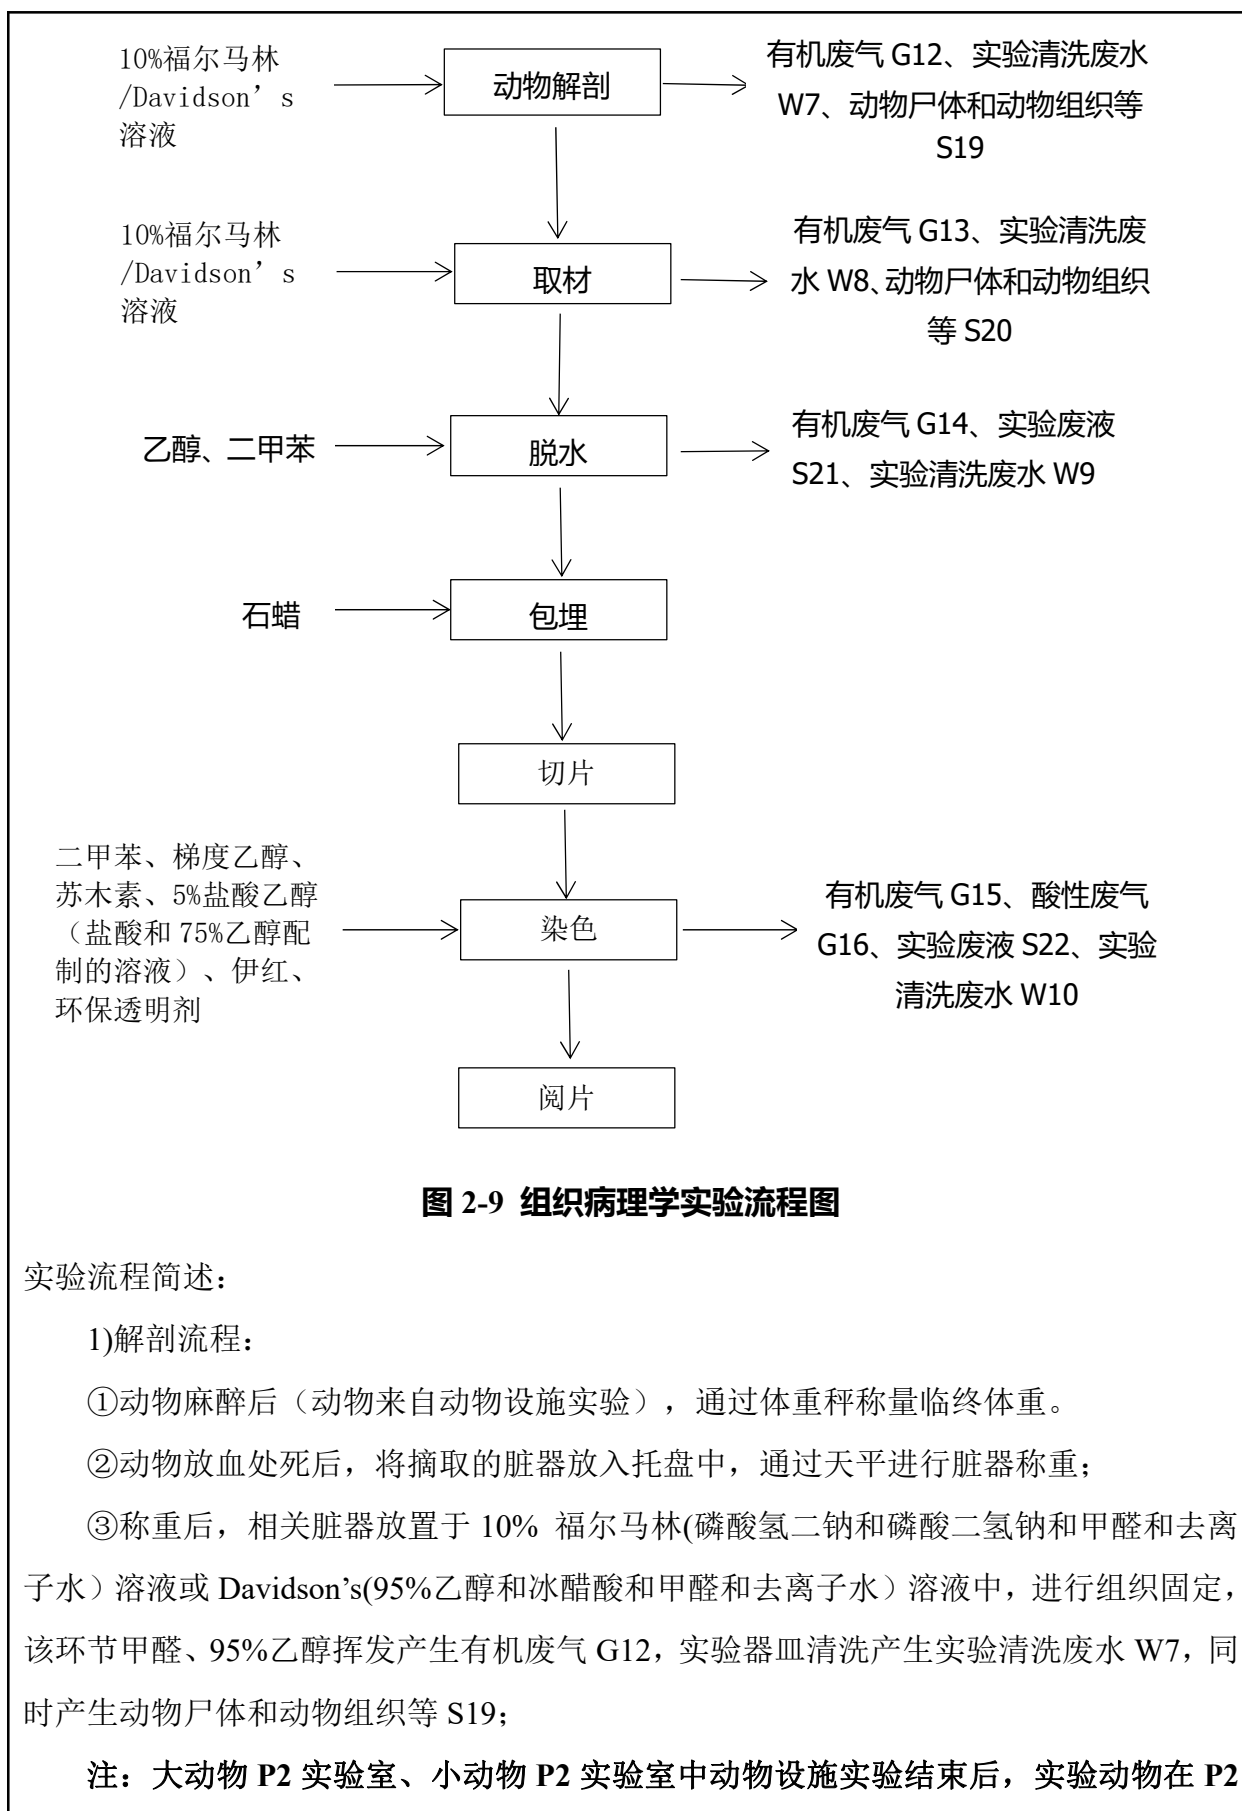 10%福尔马林
/Davidson’s
溶液
动物解剖
有机废气 G12、实验清洗废水
W7、动物尸体和动物组织等
S19
10%福尔马林
/Davidson’s
溶液
取材
有机废气 G13、实验清洗废
水 W8、动物尸体和动物组织
等 S20
乙醇、二甲苯
脱水
有机废气 G14、实验废液
S21、实验清洗废水 W9
石蜡
包埋
切片
二甲苯、梯度乙醇、
苏木素、5%盐酸乙醇
（盐酸和 75%乙醇配
制的溶液）、伊红、
环保透明剂
染色
有机废气 G15、酸性废气
G16、实验废液 S22、实验
清洗废水 W10
阅片
图 2-9 组织病理学实验流程图
实验流程简述：
1)解剖流程：
①动物麻醉后（动物来自动物设施实验），通过体重秤称量临终体重。
②动物放血处死后，将摘取的脏器放入托盘中，通过天平进行脏器称重；
③称重后，相关脏器放置于 10% 福尔马林(磷酸氢二钠和磷酸二氢钠和甲醛和去离
子水）溶液或 Davidson's(95%乙醇和冰醋酸和甲醛和去离子水）溶液中，进行组织固定，
该环节甲醛、95%乙醇挥发产生有机废气 G12，实验器皿清洗产生实验清洗废水 W7，同
时产生动物尸体和动物组织等 S19；
注：大动物 P2 实验室、小动物 P2 实验室中动物设施实验结束后，实验动物在 P2